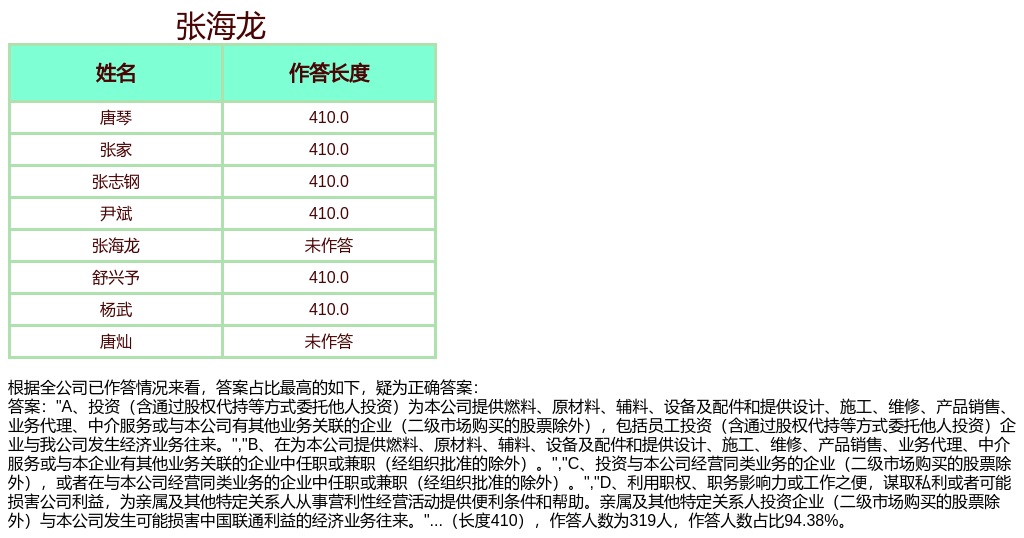 张海龙
姓名 作答长度
唐琴 410.0
张家 410.0
张志钢 410.0
尹斌 410.0
张海龙 未作答
舒兴予 410.0
杨武 410.0
唐灿 未作答
根据全公司已作答情况来看，答案占比最高的如下，疑为正确答案：
答案："A、投资（含通过股权代持等方式委托他人投资）为本公司提供燃料、原材料、辅料、设备及配件和提供设计、施工、维修、产品销售、
业务代理、中介服务或与本公司有其他业务关联的企业（二级市场购买的股票除外），包括员工投资（含通过股权代持等方式委托他人投资）企
业与我公司发生经济业务往来。","B、在为本公司提供燃料、原材料、辅料、设备及配件和提供设计、施工、维修、产品销售、业务代理、中介
服务或与本企业有其他业务关联的企业中任职或兼职（经组织批准的除外）。","C、投资与本公司经营同类业务的企业（二级市场购买的股票除
外），或者在与本公司经营同类业务的企业中任职或兼职（经组织批准的除外）。","D、利用职权、职务影响力或工作之便，谋取私利或者可能
损害公司利益，为亲属及其他特定关系人从事营利性经营活动提供便利条件和帮助。亲属及其他特定关系人投资企业（二级市场购买的股票除
外）与本公司发生可能损害中国联通利益的经济业务往来。"...（长度410），作答人数为319人，作答人数占比94.38%。